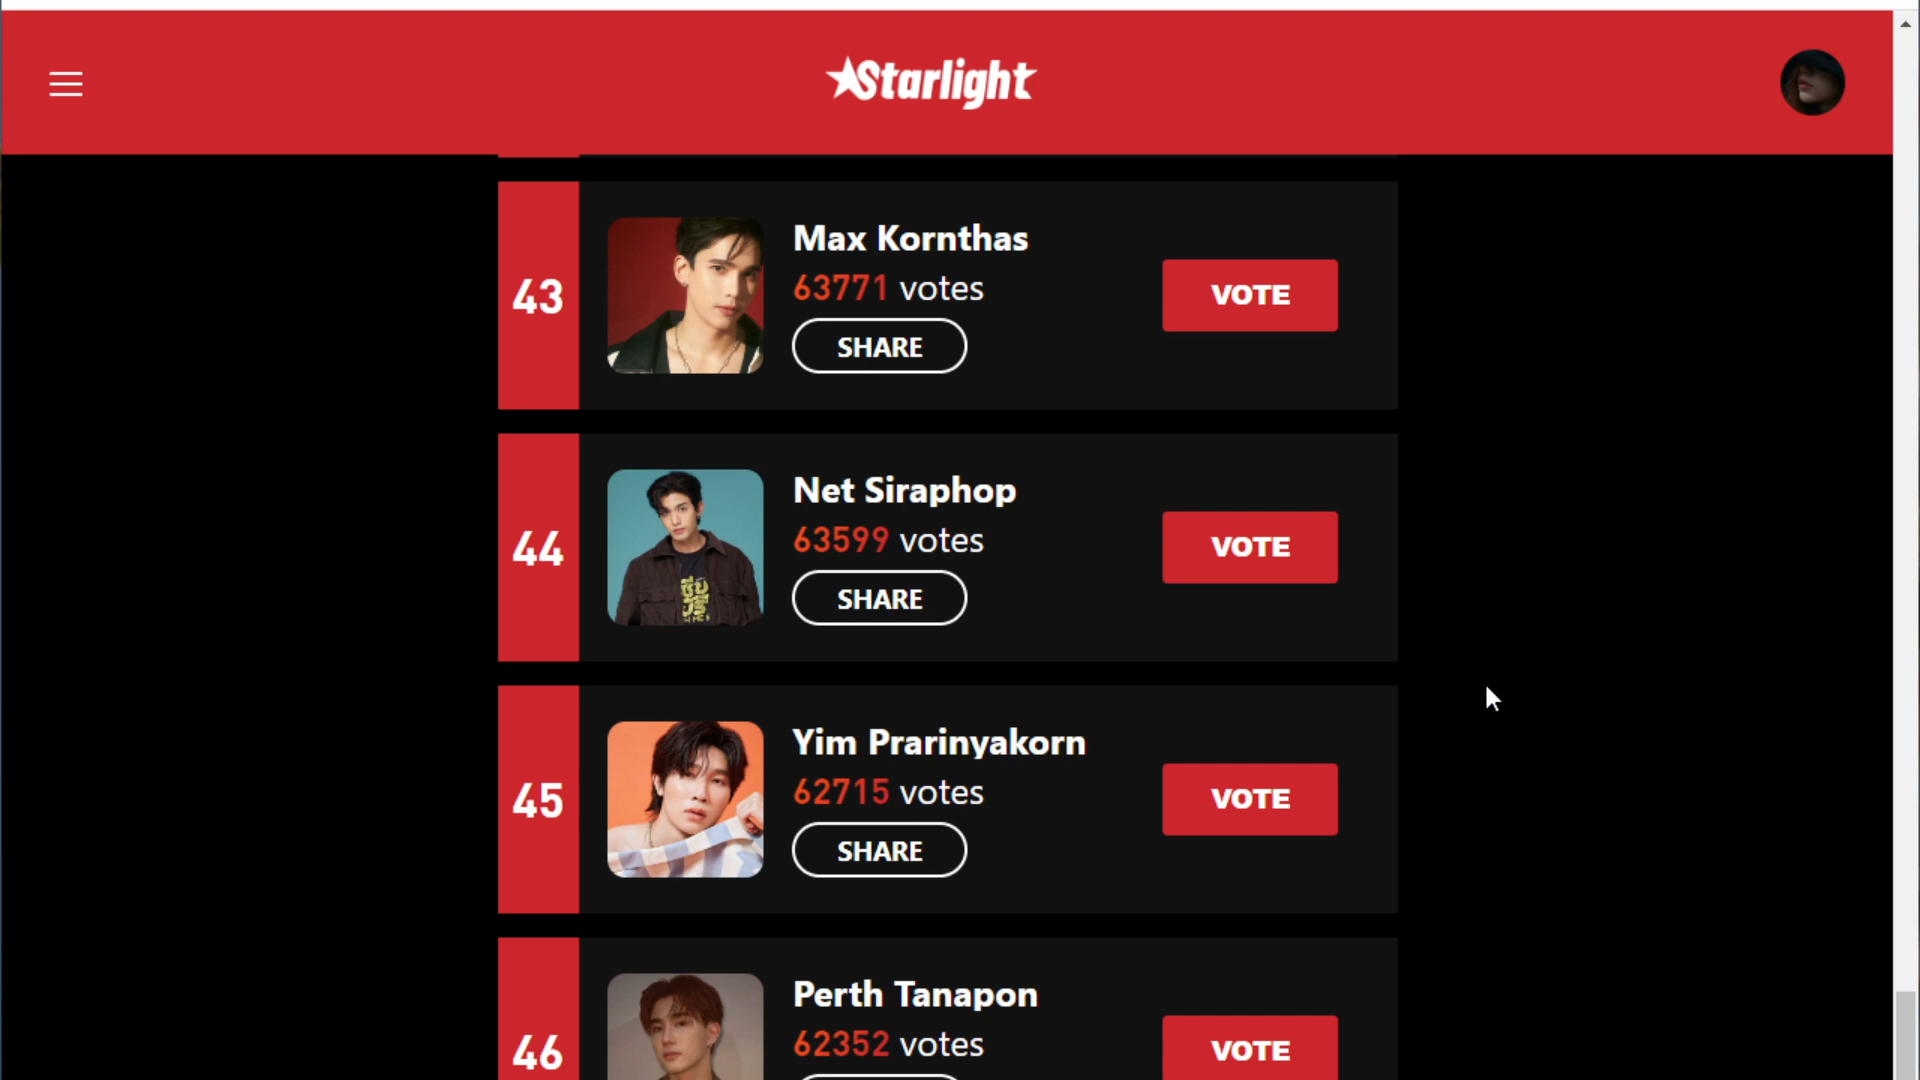 Starlight
43
Max Kornthas
63771 votes
SHARE
VOTE
44
Net Siraphop
63599 votes
SHARE
VOTE
45
Yim Prarinyakorn
62715 votes
SHARE
VOTE
46
Perth Tanapon
62352 votes
VOTE